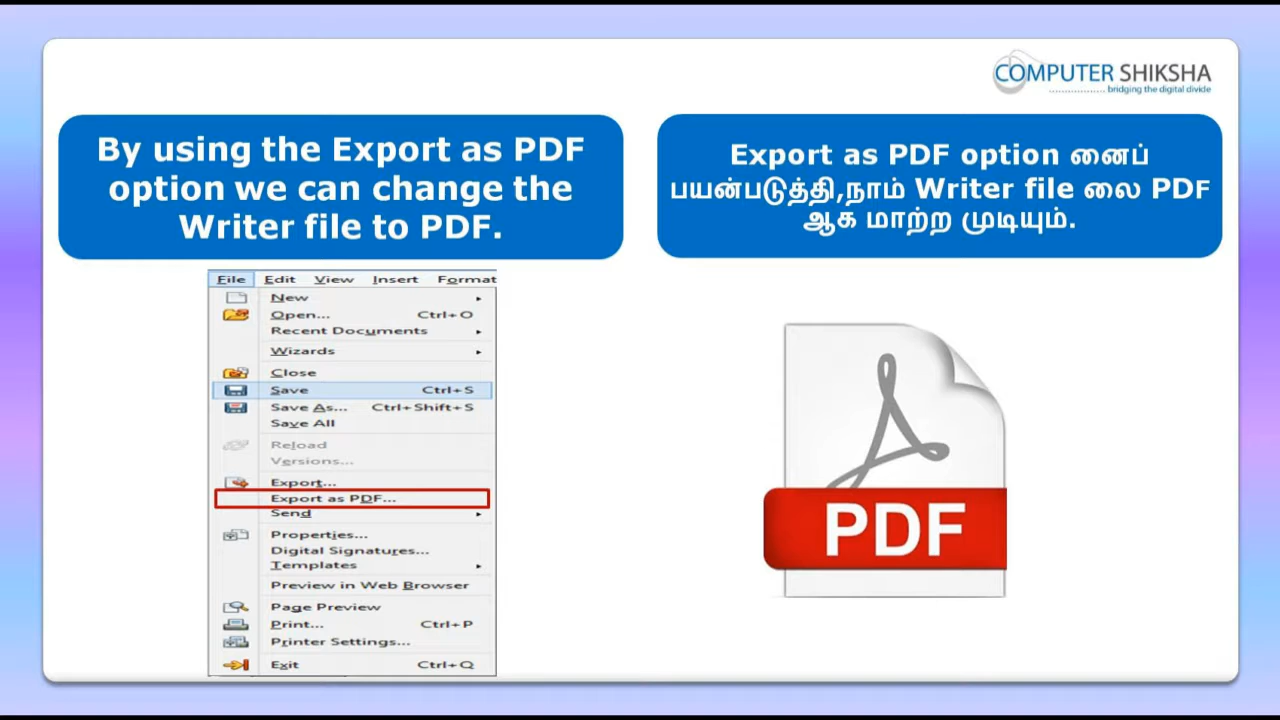 COMPUTER SHIKSHA
bridging the digital divide
By using the Export as PDF
option we can change the
Writer file to PDF.
Export as PDF option னைப்
பயன்படுத்தி,நாம் Writer file லை PDF
ஆக மாற்ற முடியும்.
File Edit View Insert Format
New
Open... Ctrl+O
Recent Documents
Wizards
Close
Save Ctrl+S
Save As... Ctrl+Shift+S
Save All
Reload
Versions...
Export...
Export as PDF...
Send
Properties...
Digital Signatures...
Templates
Preview in Web Browser
Page Preview
Print... Ctrl+P
Printer Settings...
Exit Ctrl+Q
PDF